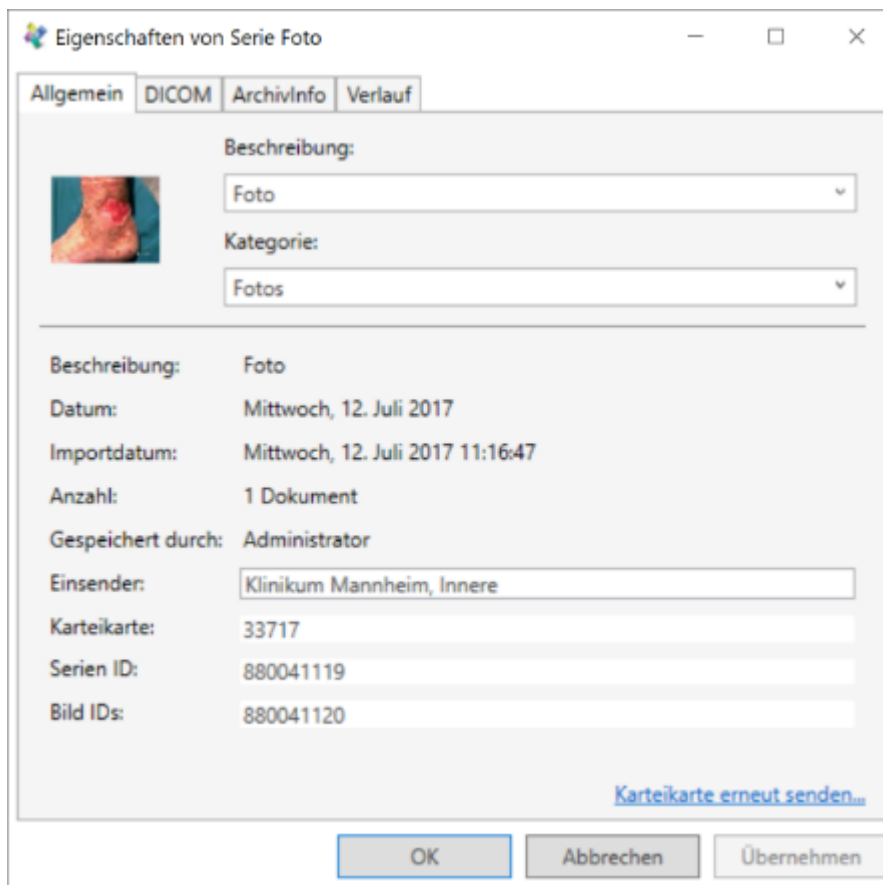 Eigenschaften von Serie Foto
Allgemein DICOM ArchivInfo Verlauf
Beschreibung:
Foto
Kategorie:
Fotos
Beschreibung: Foto
Datum: Mittwoch, 12. Juli 2017
Importdatum: Mittwoch, 12. Juli 2017 11:16:47
Anzahl: 1 Dokument
Gespeichert durch: Administrator
Einsender: Klinikum Mannheim, Innere
Karteikarte: 33717
Serien ID: 880041119
Bild IDs: 880041120
Karteikarte erneut senden...
OK Abbrechen Übernehmen